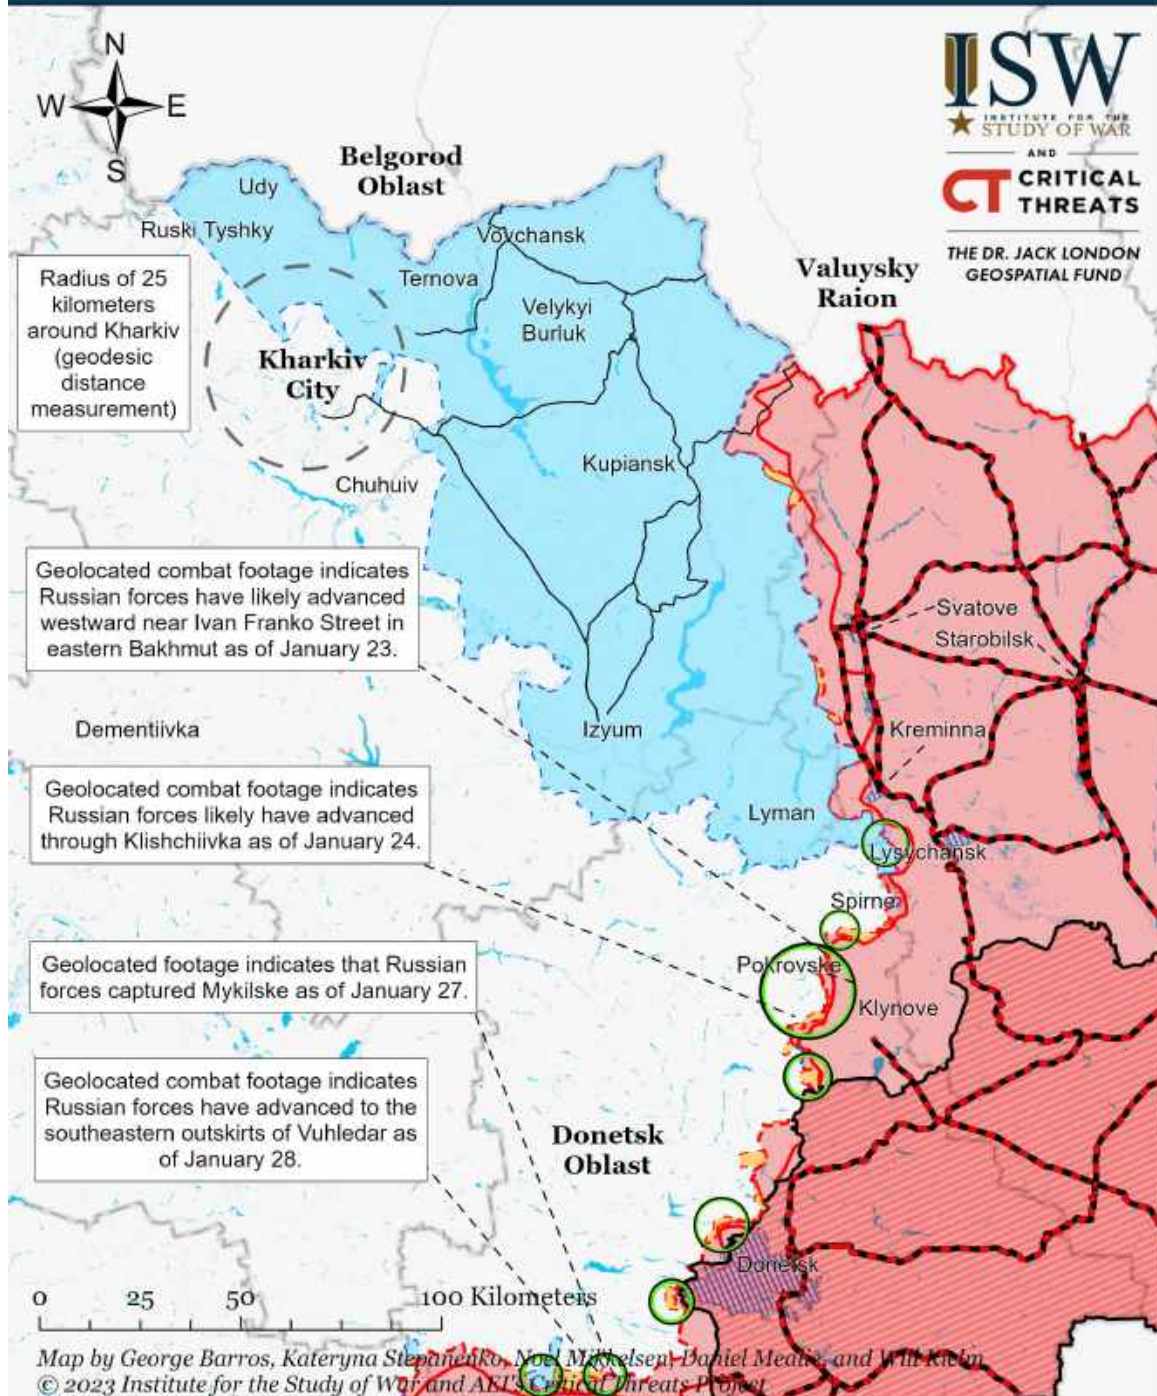 N
W E
S
ISW
INSTITUTE FOR THE
STUDY OF WAR
AND
CT CRITICAL
THREATS
THE DR. JACK LONDON
GEOSPATIAL FUND
Belgorod
Oblast
Udy
Ruski Tyshky
Vovchansk
Ternova
Valuysky
Raion
Radius of 25
kilometers
around Kharkiv
(geodesic
distance
measurement)
Velykyi
Burluk
Kharkiv
City
Kupiansk
Chuhuiv
Geolocated combat footage indicates
Russian forces have likely advanced
westward near Ivan Franko Street in
eastern Bakhmut as of January 23.
Svatove
Starobilsk
Dementiivka
Izyum
Kreminna
Geolocated combat footage indicates
Russian forces likely have advanced
through Klishchiivka as of January 24.
Lyman
Lysychansk
Spirne
Geolocated footage indicates that Russian
forces captured Mykilske as of January 27.
Pokrovske
Klynove
Geolocated combat footage indicates
Russian forces have advanced to the
southeastern outskirts of Vuhledar as
of January 28.
Donetsk
Oblast
Donetsk
0 25 50 100 Kilometers
Map by George Barros, Kateryna Stepanenko, Noel Mikkelsen, Daniel Mealie, and Will Kielm
© 2023 Institute for the Study of War and AEI's Critical Threats Project